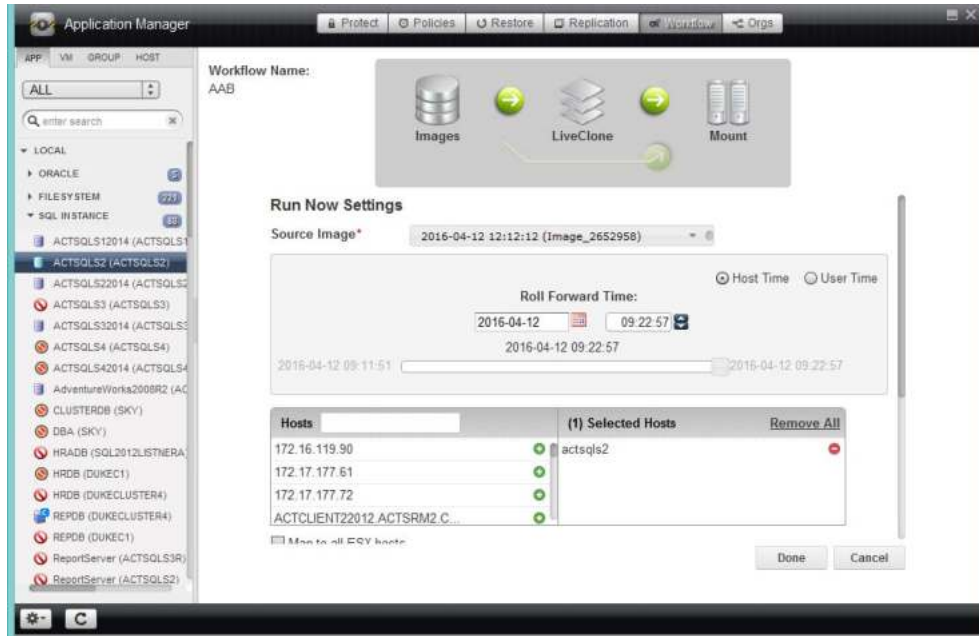 Application Manager
Protect
Policies
Restore
Replication
Workflow
Orgs
APP VM GROUP HOST
ALL
enter search
LOCAL
ORACLE
FILESYSTEM
SQL INSTANCE
ACTSQLS12014 (ACTSQLS1
ACTSQLS2 (ACTSQLS2)
ACTSQLS22014 (ACTSQLS2
ACTSQLS3 (ACTSQLS3)
ACTSQLS32014 (ACTSQLS3
ACTSQLS4 (ACTSQLS4)
ACTSQLS42014 (ACTSQLS4
AdventureWorks2008R2 (AC
CLUSTERDB (SKY)
DBA (SKY)
HRADB (SQL2012LISTNERA
HRDB (DUKEC1)
HRDB (DUKECLUSTER4)
REPDB (DUKECLUSTER4)
REPDB (DUKEC1)
ReportServer (ACTSQLS3R)
ReportServer (ACTSQLS2)
Workflow Name:
AAB
Images
LiveClone
Mount
Run Now Settings
Source Image* 2016-04-12 12:12:12 (Image_2652958)
Host Time User Time
Roll Forward Time:
2016-04-12 09:22:57
2016-04-12 09:22:57
2016-04-12 09:11:51 2016-04-12 09:22:57
Hosts
172.16.119.90
172.17.177.61
172.17.177.72
ACTCLIENT22012.ACTSRM2.C...
(1) Selected Hosts Remove All
actsqls2
Map to all ESX hosts
Done Cancel